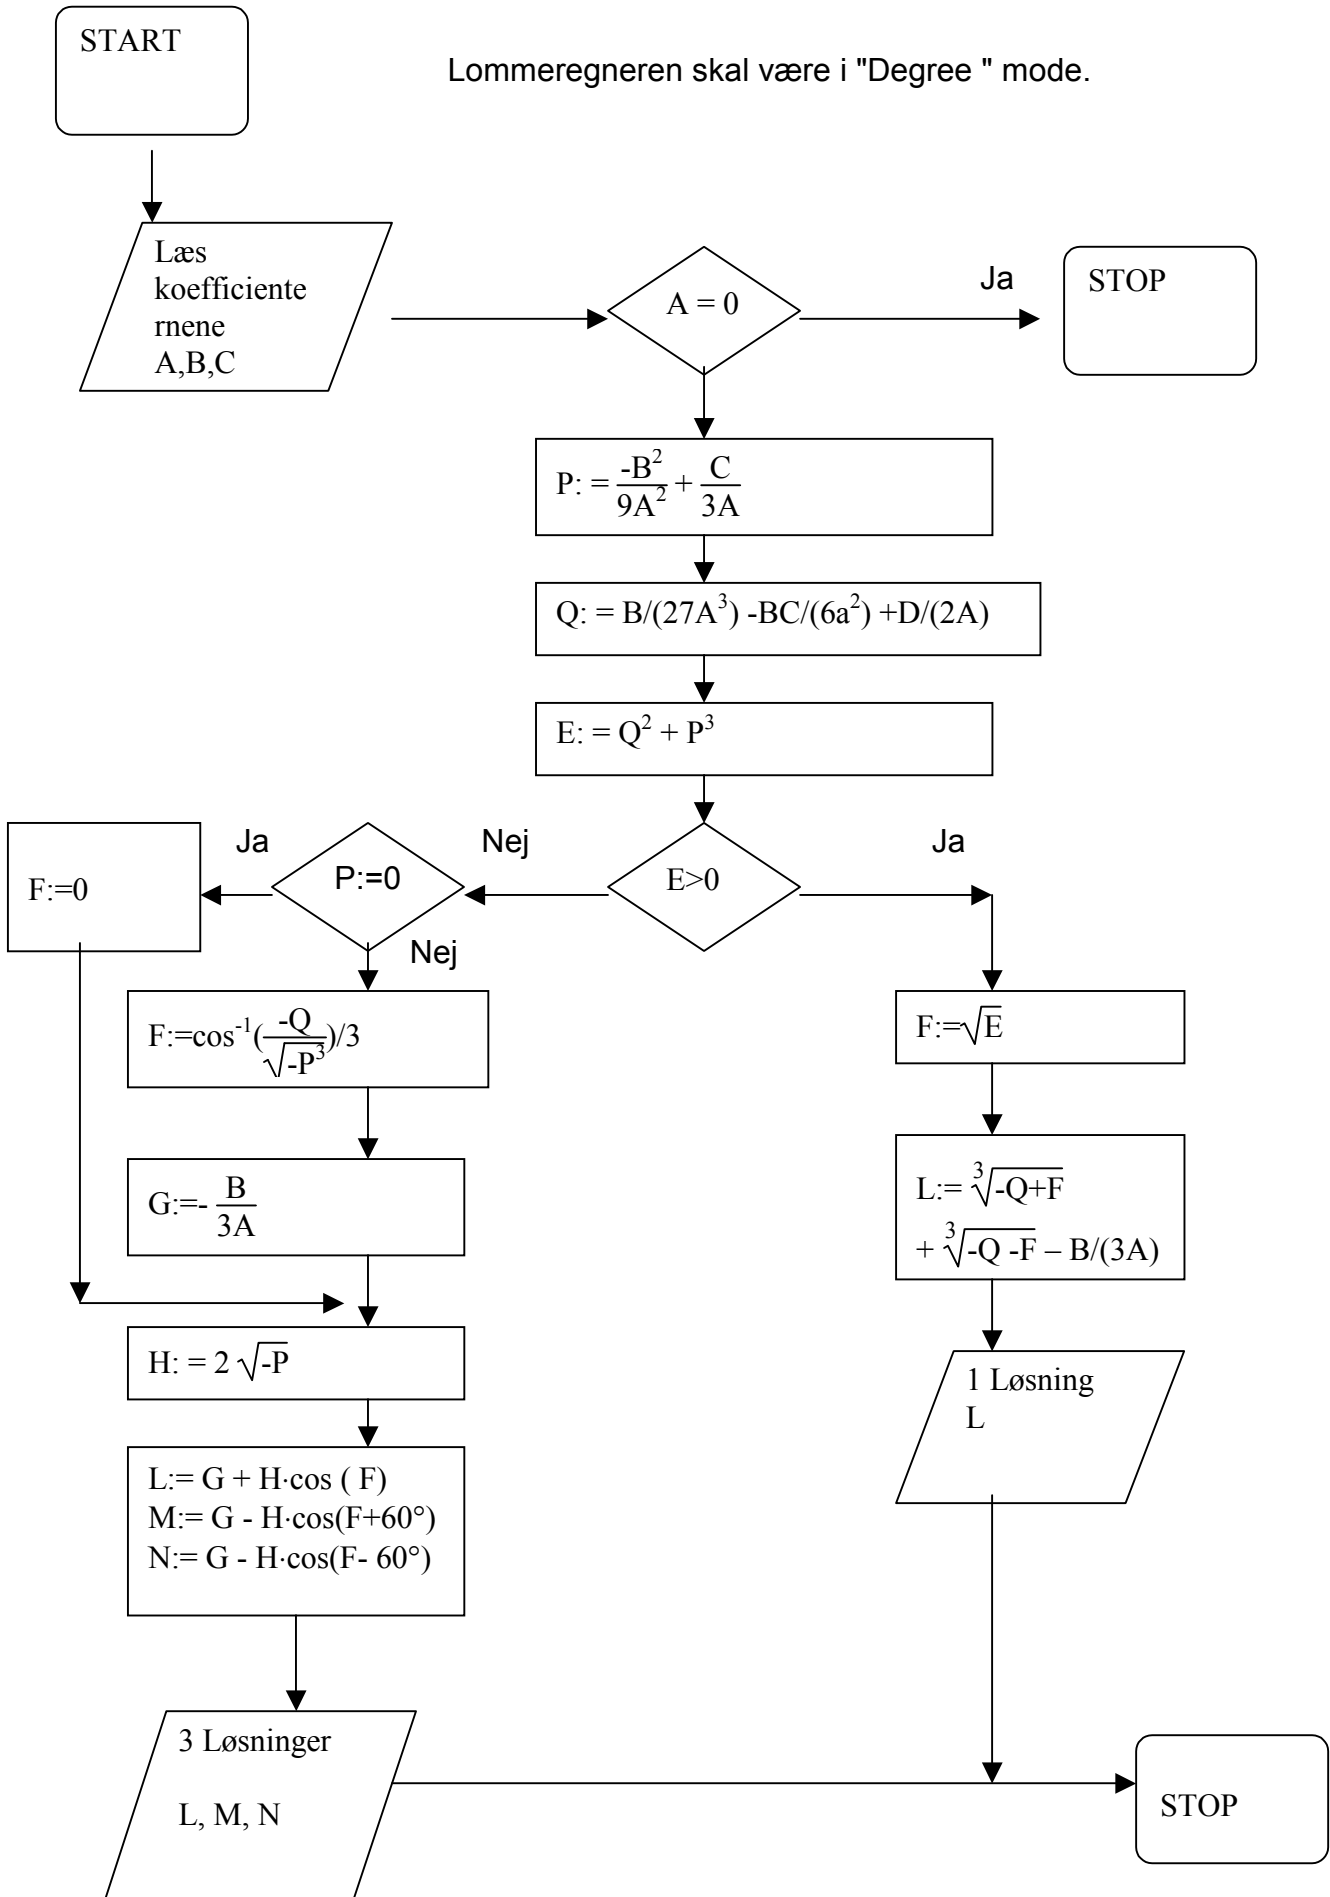 START
Lommeregneren skal være i "Degree " mode.
Læs
koefficiente
rnene
A,B,C
A = 0
Ja
STOP
P: = -B²/9A² + C/3A
Q: = B/(27A³) -BC/(6a²) +D/(2A)
E: = Q² + P³
E>0
Nej
Ja
P:=0
Ja
Nej
F:=0
F:=cos⁻¹(-Q/√-P³)/3
F:=√E
G:=- B/3A
L:= ³√-Q+F
+ ³√-Q -F – B/(3A)
H: = 2 √-P
1 Løsning
L
L:= G + H·cos ( F)
M:= G - H·cos(F+60°)
N:= G - H·cos(F- 60°)
3 Løsninger
L, M, N
STOP